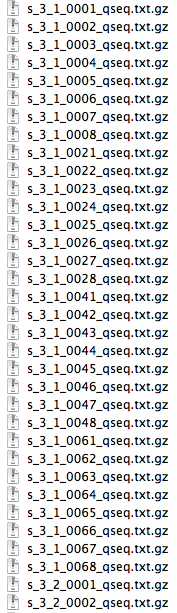 s_3_1_0001_qseq.txt.gz
s_3_1_0002_qseq.txt.gz
s_3_1_0003_qseq.txt.gz
s_3_1_0004_qseq.txt.gz
s_3_1_0005_qseq.txt.gz
s_3_1_0006_qseq.txt.gz
s_3_1_0007_qseq.txt.gz
s_3_1_0008_qseq.txt.gz
s_3_1_0021_qseq.txt.gz
s_3_1_0022_qseq.txt.gz
s_3_1_0023_qseq.txt.gz
s_3_1_0024_qseq.txt.gz
s_3_1_0025_qseq.txt.gz
s_3_1_0026_qseq.txt.gz
s_3_1_0027_qseq.txt.gz
s_3_1_0028_qseq.txt.gz
s_3_1_0041_qseq.txt.gz
s_3_1_0042_qseq.txt.gz
s_3_1_0043_qseq.txt.gz
s_3_1_0044_qseq.txt.gz
s_3_1_0045_qseq.txt.gz
s_3_1_0046_qseq.txt.gz
s_3_1_0047_qseq.txt.gz
s_3_1_0048_qseq.txt.gz
s_3_1_0061_qseq.txt.gz
s_3_1_0062_qseq.txt.gz
s_3_1_0063_qseq.txt.gz
s_3_1_0064_qseq.txt.gz
s_3_1_0065_qseq.txt.gz
s_3_1_0066_qseq.txt.gz
s_3_1_0067_qseq.txt.gz
s_3_1_0068_qseq.txt.gz
s_3_2_0001_qseq.txt.gz
s_3_2_0002_qseq.txt.gz